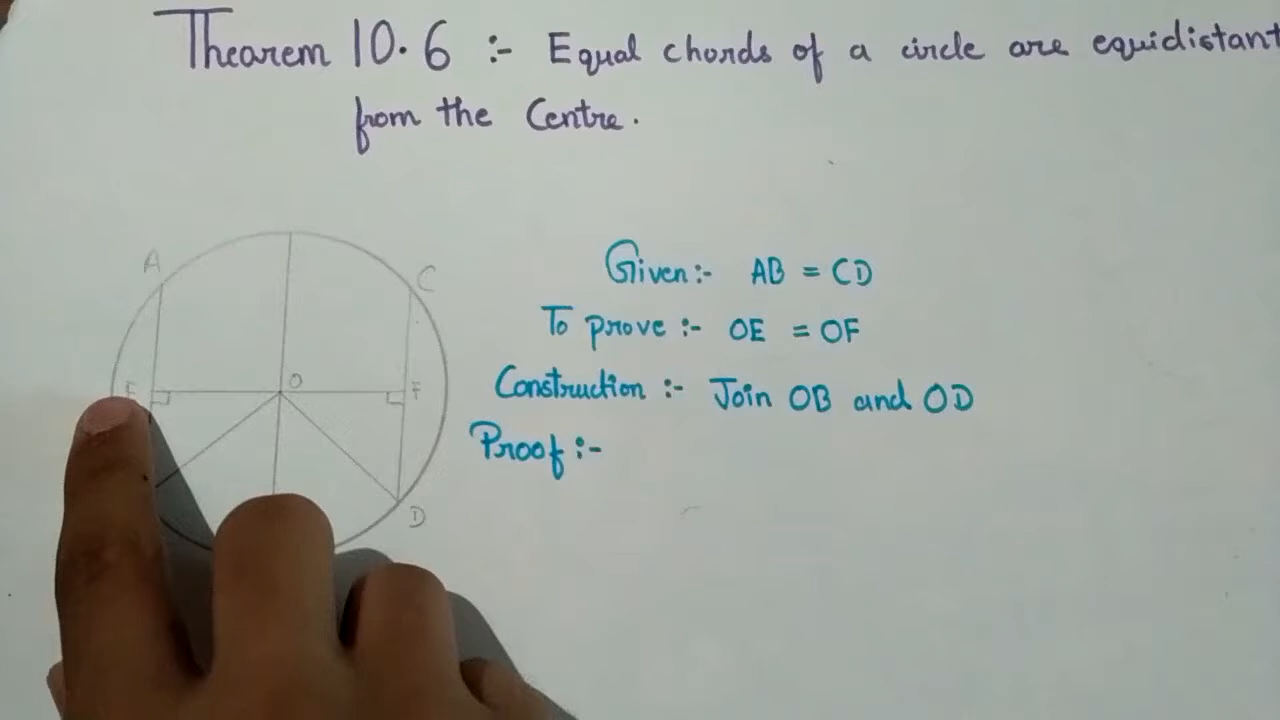 Thearem 10.6 :- Equal chords of a circle are equidistant
from the Centre.
A
C
Given:- AB = CD
To prove :- OE = OF
O
E
F
Construction :- Join OB and OD
Proof :-
D